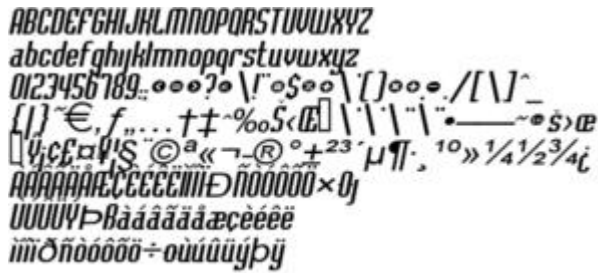 ABCDEFGHIJKLMNOPQRSTUVWXYZ
abcdefghijklmnopqrstuvwxyz
0123456789
{|}~€‚ƒ„…†‡ˆ‰Š‹Œ \¨•—~š›œ
Ÿ¡¢£¤¥¦§¨©ª«¬-®¯°±²³´µ¶·¸¹º»¼½¾¿
ÀÁÂÃÄÅÆÇÈÉÊËÌÍÎÏÐÑÒÓÔÕÖ×Ø
ÙÚÛÜÝÞßàáâãäåæçèéêë
ìíîïðñòóôõö÷øùúûüýþÿ